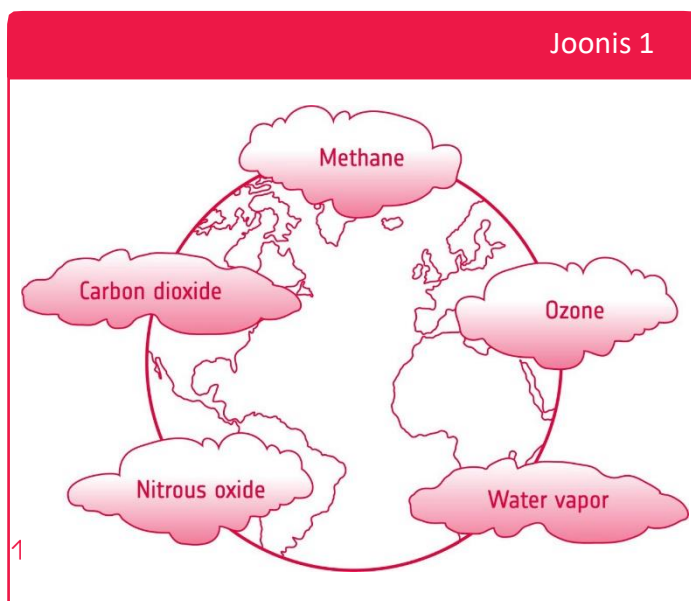 Joonis 1
Methane
Carbon dioxide
Ozone
Nitrous oxide
Water vapor
1